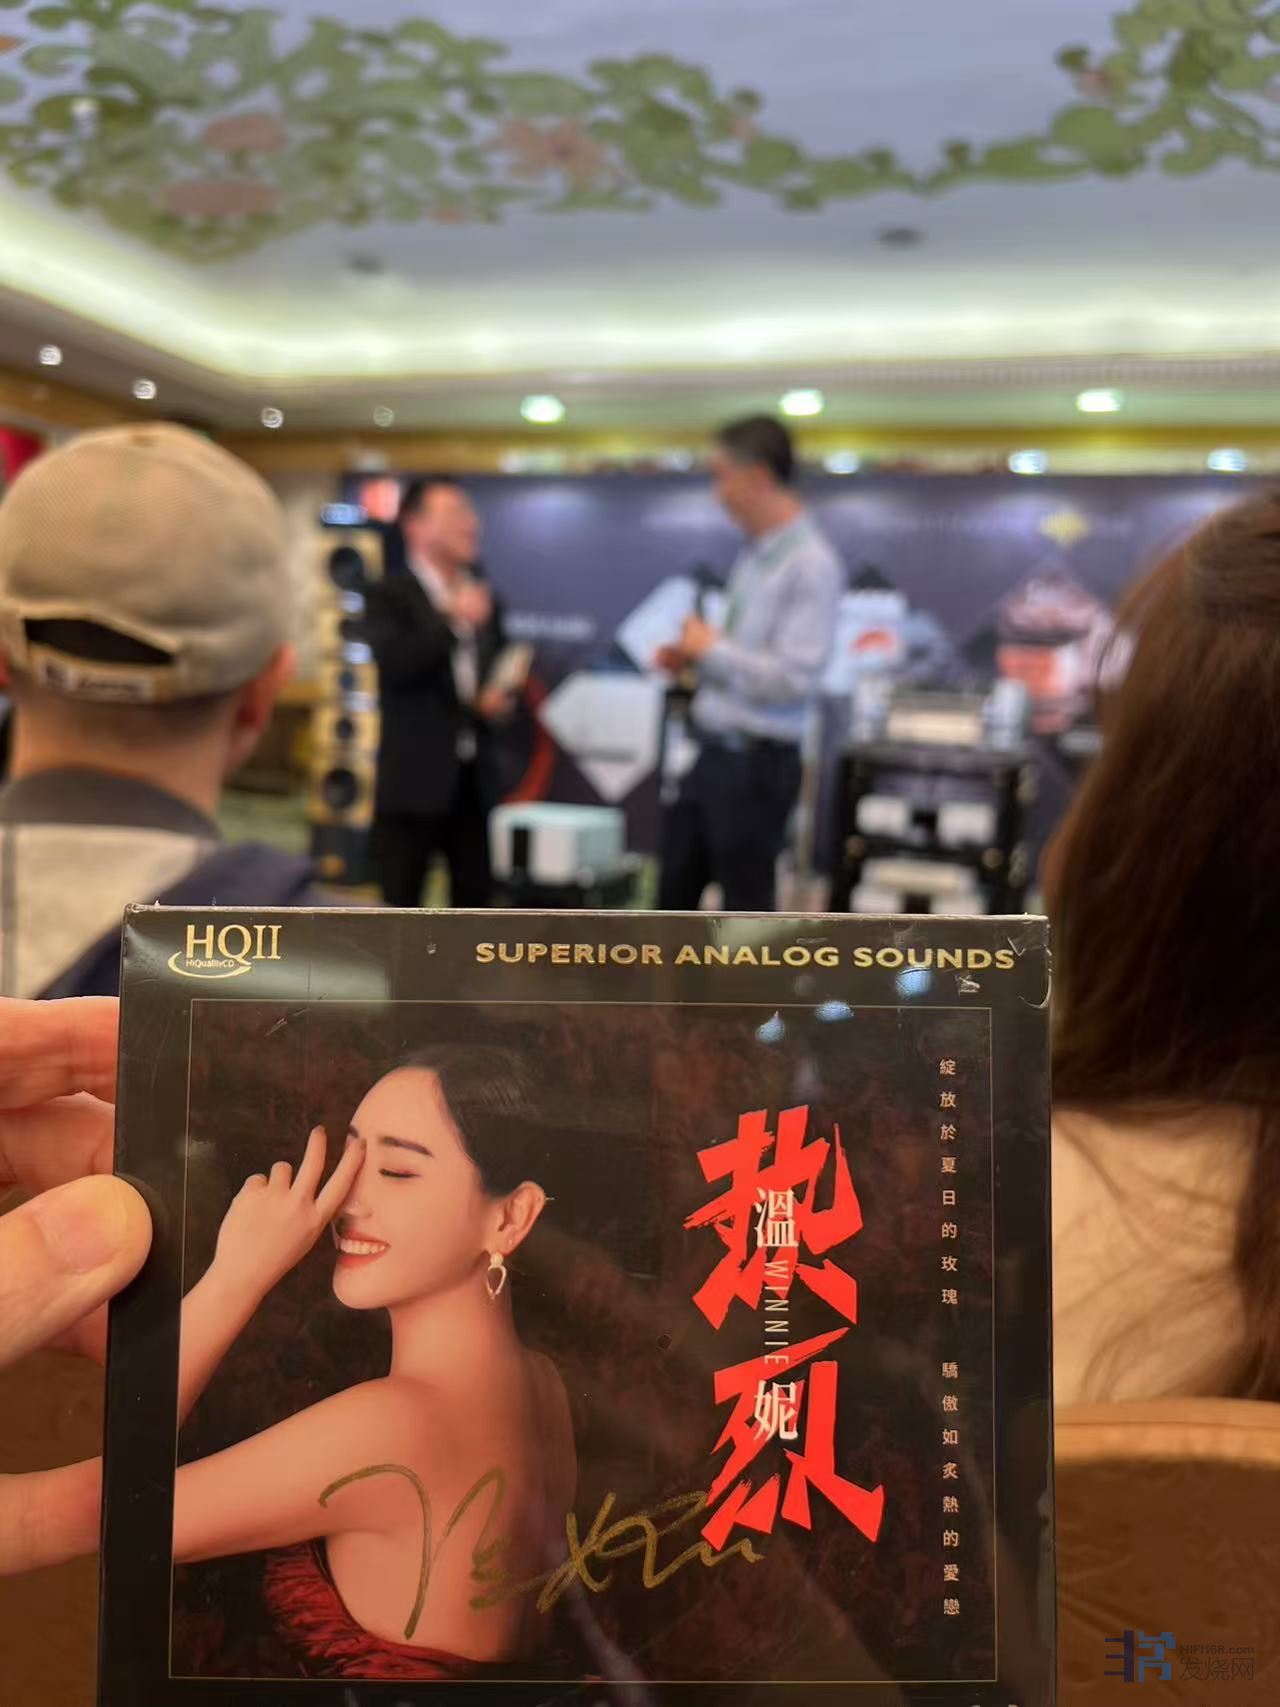 HQII
HiQualityCD
SUPERIOR ANALOG SOUNDS
热烈
溫
WINNIE
妮
綻放於夏日的玫瑰
驕傲如炙熱的愛戀
HIFI168.com
发烧网